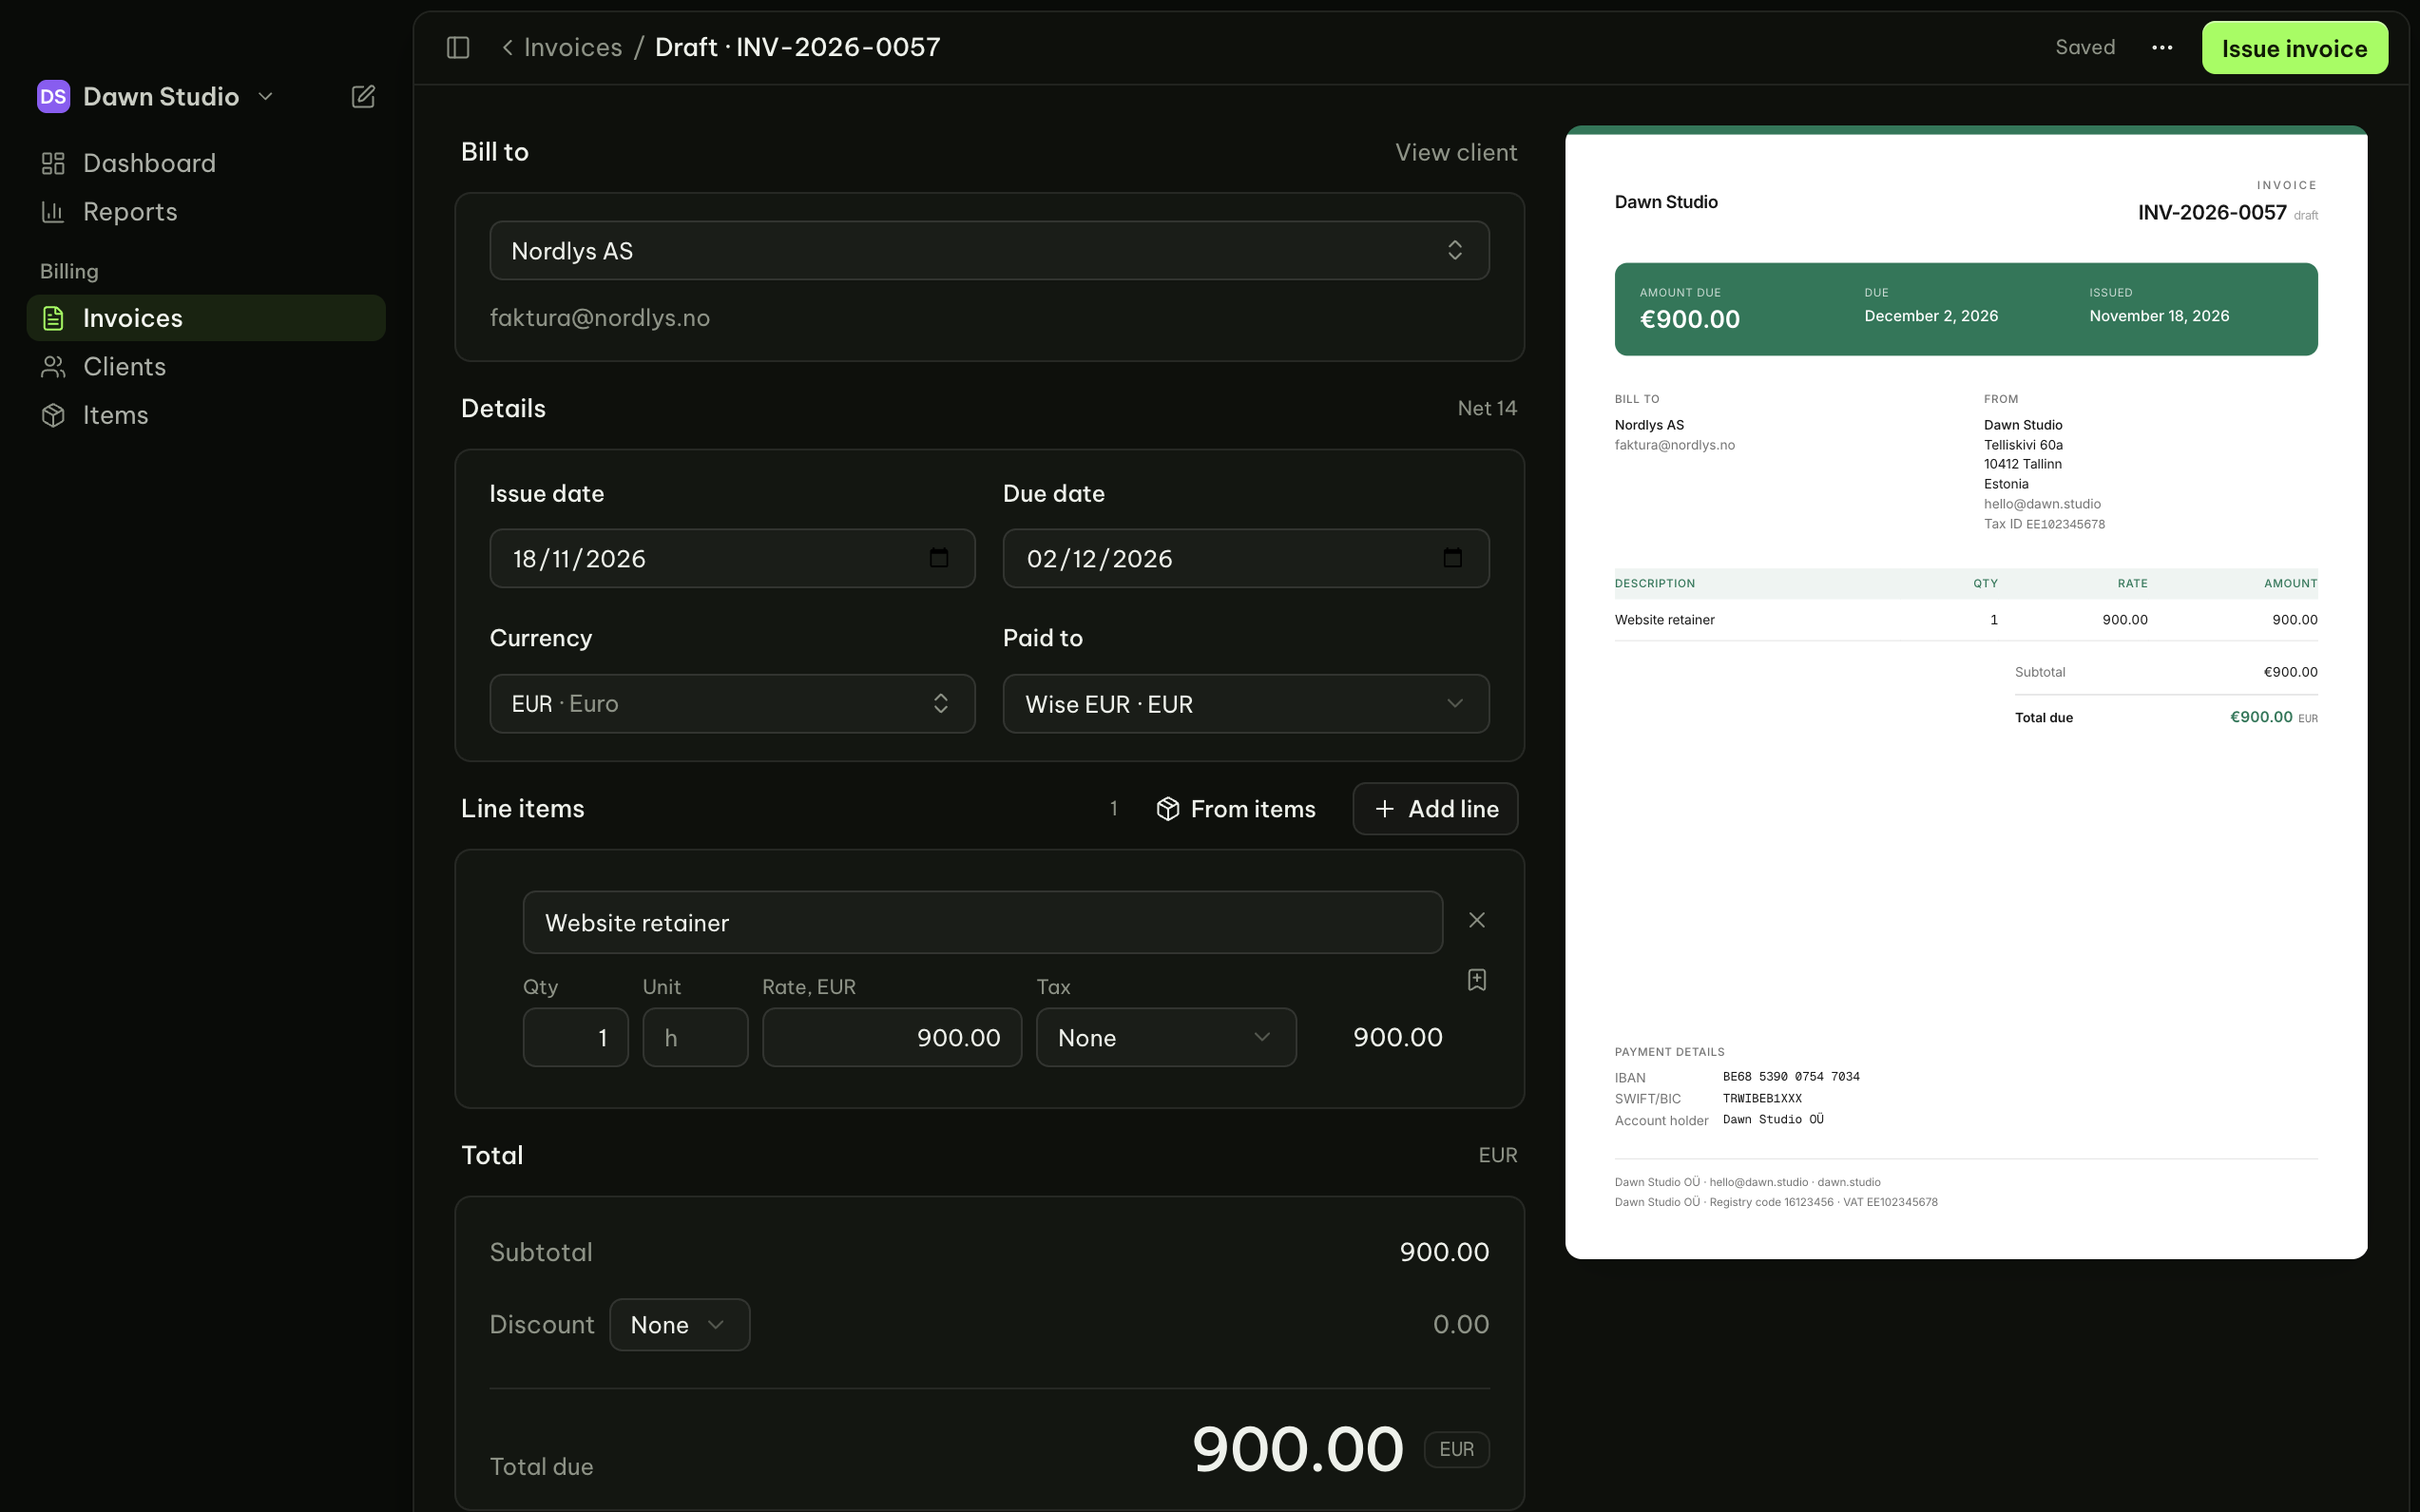 DS Dawn Studio
Dashboard
Reports
Billing
Invoices
Clients
Items
Invoices / Draft · INV-2026-0057
Saved
Issue invoice
Bill to
View client
Nordlys AS
faktura@nordlys.no
Details
Net 14
Issue date
Due date
18/11/2026
02/12/2026
Currency
Paid to
EUR · Euro
Wise EUR · EUR
Line items
1
From items
Add line
Website retainer
Qty
Unit
Rate, EUR
Tax
1
h
900.00
None
900.00
Total
EUR
Subtotal
900.00
Discount
None
0.00
Total due
900.00
EUR
INVOICE
Dawn Studio
INV-2026-0057 draft
AMOUNT DUE
DUE
ISSUED
€900.00
December 2, 2026
November 18, 2026
BILL TO
Nordlys AS
faktura@nordlys.no
FROM
Dawn Studio
Telliskivi 60a
10412 Tallinn
Estonia
hello@dawn.studio
Tax ID EE102345678
DESCRIPTION QTY RATE AMOUNT
Website retainer 1 900.00 900.00
Subtotal €900.00
Total due €900.00 EUR
PAYMENT DETAILS
IBAN BE68 5390 0754 7034
SWIFT/BIC TRWIBEB1XXX
Account holder Dawn Studio OÜ
Dawn Studio OÜ · hello@dawn.studio · dawn.studio
Dawn Studio OÜ · Registry code 16123456 · VAT EE102345678